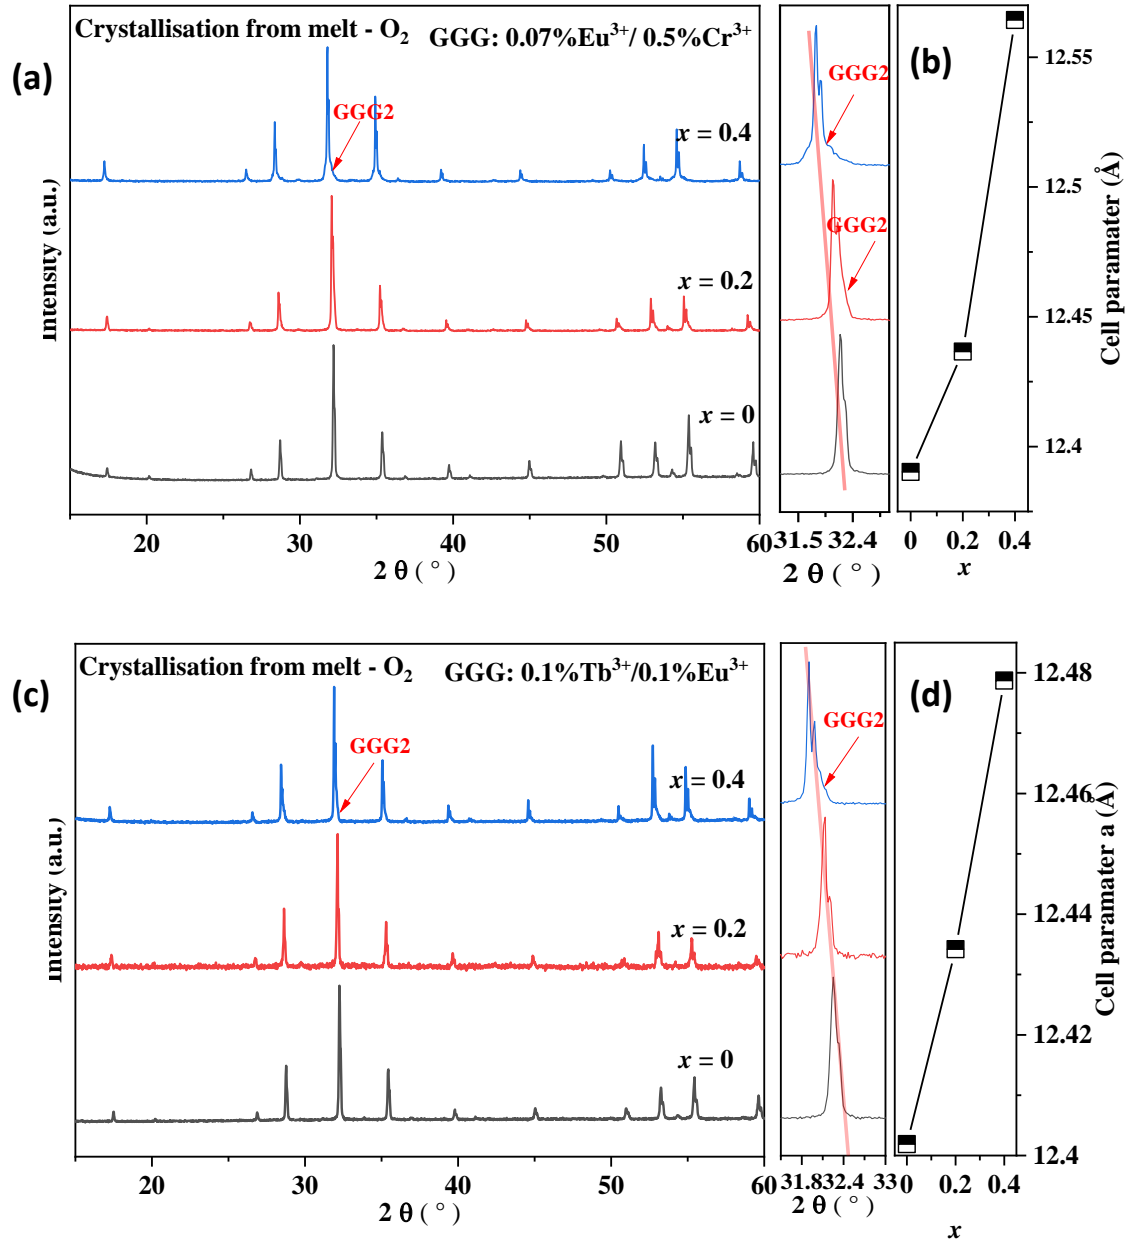 Crystallisation from melt - O2
GGG: 0.07%Eu3+/ 0.5%Cr3+
(a)
GGG2
x = 0.4
x = 0.2
x = 0
Intensity (a.u.)
20
30
40
50
60
2 θ ( ° )
GGG2
GGG2
31.5
32.4
2 θ ( ° )
(b)
12.55
12.5
12.45
12.4
Cell paramater (Å)
0
0.2
0.4
x
Crystallisation from melt - O2
GGG: 0.1%Tb3+/0.1%Eu3+
(c)
GGG2
x = 0.4
x = 0.2
x = 0
Intensity (a.u.)
20
40
60
2 θ ( ° )
GGG2
31.8
32.4
33
2 θ ( ° )
(d)
12.48
12.46
12.44
12.42
12.4
Cell paramater a (Å)
0
0.2
0.4
x